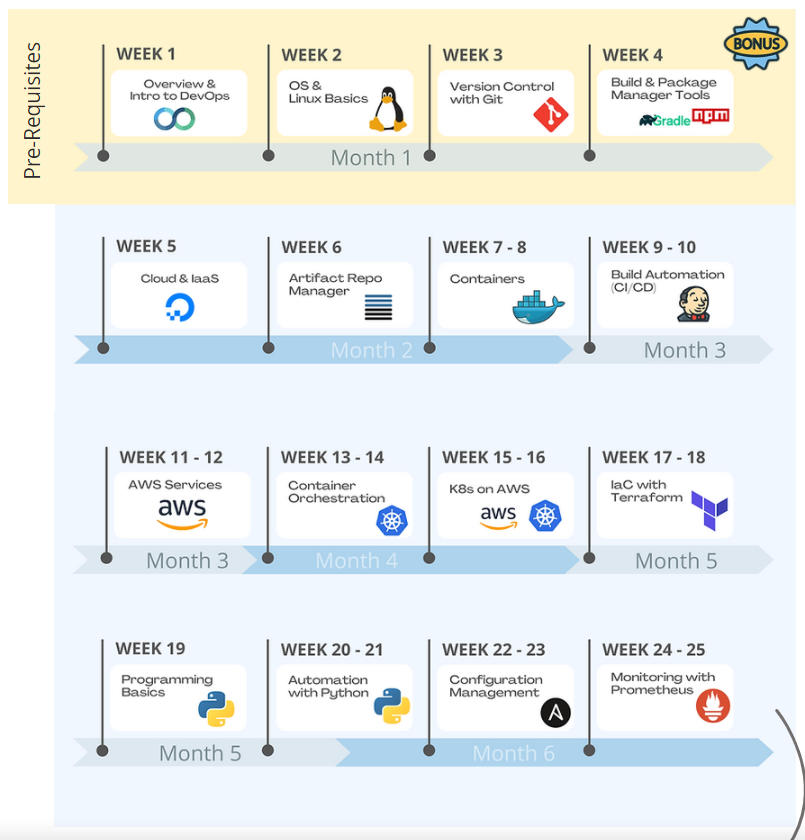 Pre-Requisites
BONUS
WEEK 1
Overview &
Intro to DevOps
WEEK 2
OS &
Linux Basics
WEEK 3
Version Control
with Git
WEEK 4
Build & Package
Manager Tools
Gradle
npm
Month 1
WEEK 5
Cloud & IaaS
WEEK 6
Artifact Repo
Manager
WEEK 7 - 8
Containers
WEEK 9 - 10
Build Automation
(CI/CD)
Month 2
Month 3
WEEK 11 - 12
AWS Services
aws
WEEK 13 - 14
Container
Orchestration
WEEK 15 - 16
K8s on AWS
aws
WEEK 17 - 18
IaC with
Terraform
Month 3
Month 4
Month 5
WEEK 19
Programming
Basics
WEEK 20 - 21
Automation
with Python
WEEK 22 - 23
Configuration
Management
A
WEEK 24 - 25
Monitoring with
Prometheus
Month 5
Month 6